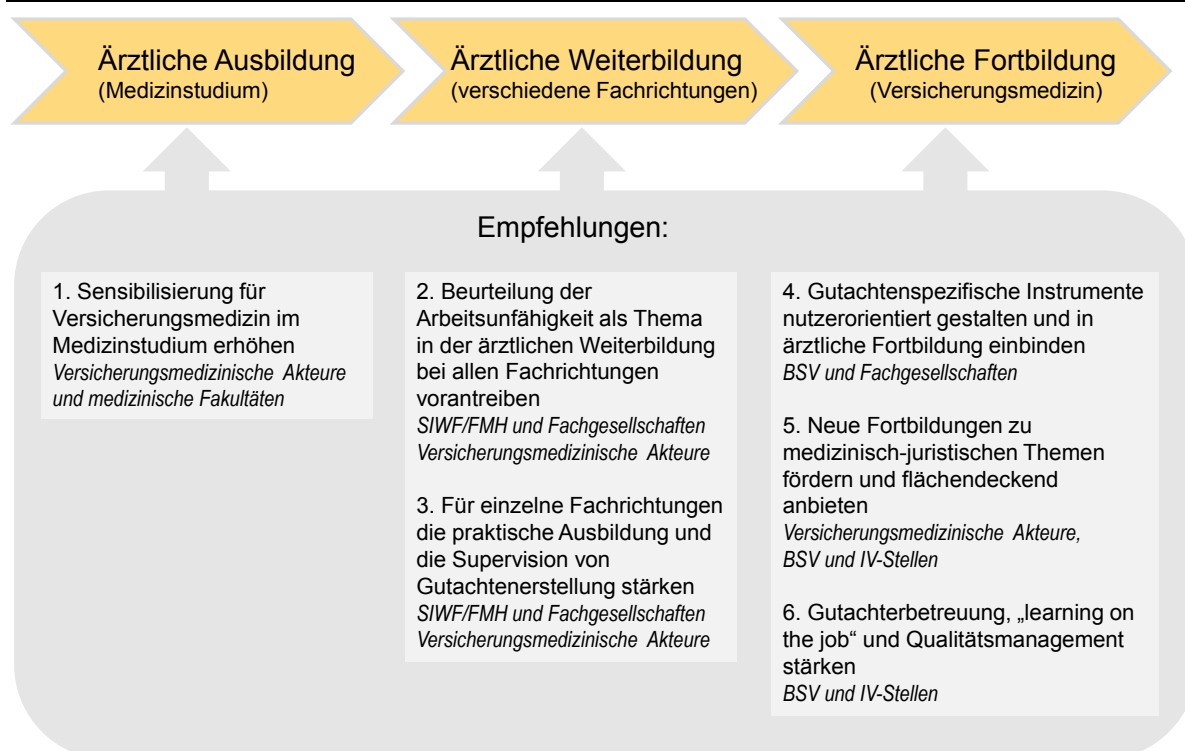 Ärztliche Ausbildung
(Medizinstudium)
Ärztliche Weiterbildung
(verschiedene Fachrichtungen)
Ärztliche Fortbildung
(Versicherungsmedizin)
Empfehlungen:
1. Sensibilisierung für
Versicherungsmedizin im
Medizinstudium erhöhen
Versicherungsmedizinische Akteure
und medizinische Fakultäten
2. Beurteilung der
Arbeitsunfähigkeit als Thema
in der ärztlichen Weiterbildung
bei allen Fachrichtungen
vorantreiben
SIWF/FMH und Fachgesellschaften
Versicherungsmedizinische Akteure
3. Für einzelne Fachrichtungen
die praktische Ausbildung und
die Supervision von
Gutachtenerstellung stärken
SIWF/FMH und Fachgesellschaften
Versicherungsmedizinische Akteure
4. Gutachtenspezifische Instrumente
nutzerorientiert gestalten und in
ärztliche Fortbildung einbinden
BSV und Fachgesellschaften
5. Neue Fortbildungen zu
medizinisch-juristischen Themen
fördern und flächendeckend
anbieten
Versicherungsmedizinische Akteure,
BSV und IV-Stellen
6. Gutachterbetreuung, „learning on
the job“ und Qualitätsmanagement
stärken
BSV und IV-Stellen